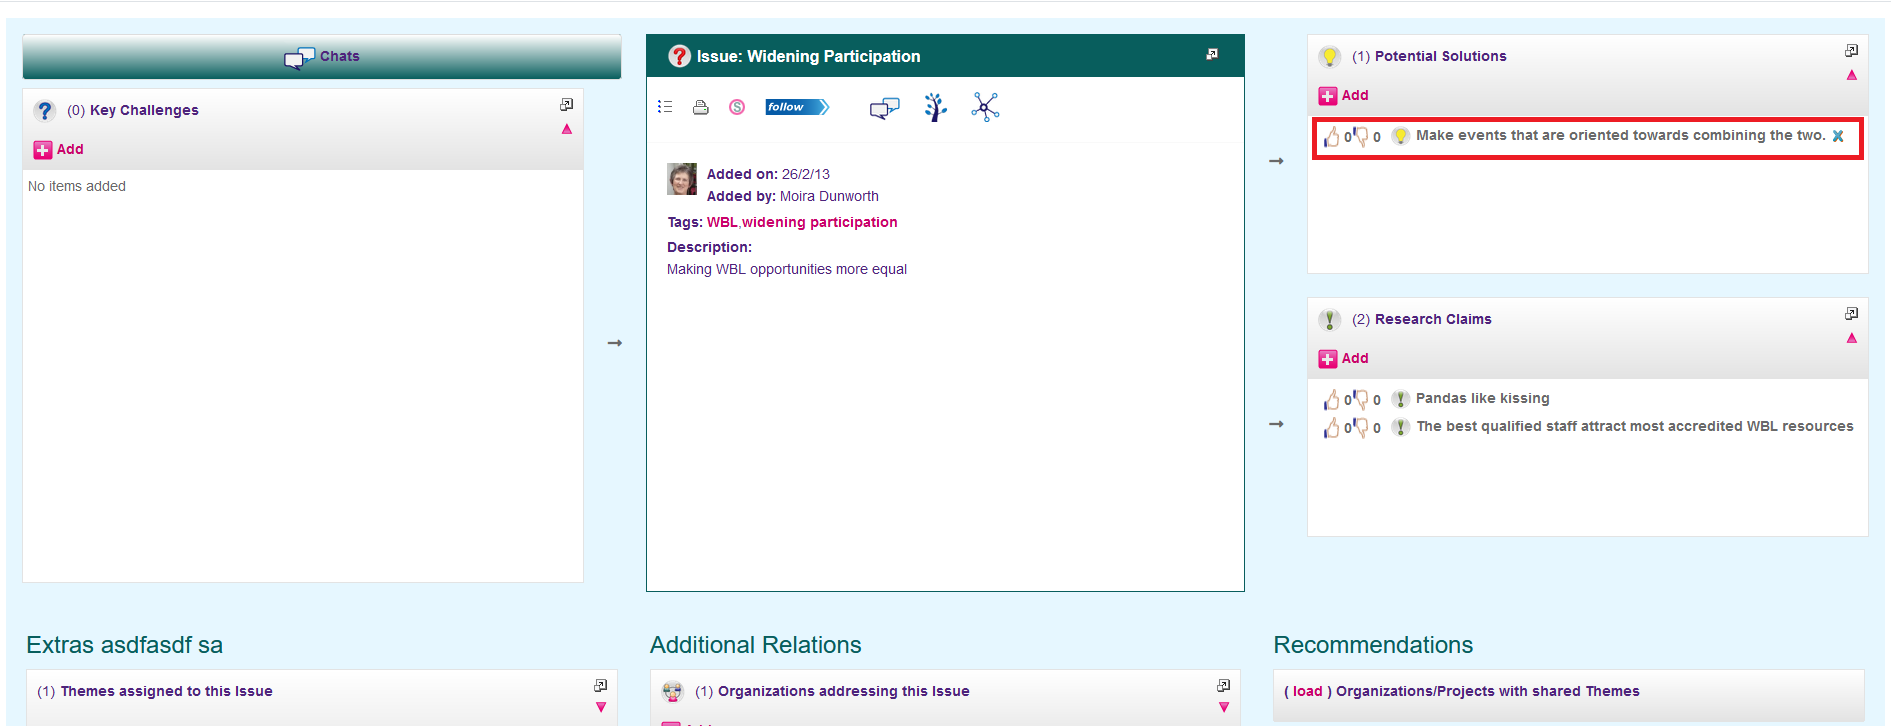 Chats
(0) Key Challenges
Add
No items added
Issue: Widening Participation
follow
Added on: 26/2/13
Added by: Moira Dunworth
Tags: WBL,widening participation
Description:
Making WBL opportunities more equal
(1) Potential Solutions
Add
0 0 Make events that are oriented towards combining the two.
(2) Research Claims
Add
0 0 Pandas like kissing
0 0 The best qualified staff attract most accredited WBL resources
Extras asdfasdf sa
(1) Themes assigned to this Issue
Additional Relations
(1) Organizations addressing this Issue
Recommendations
( load ) Organizations/Projects with shared Themes